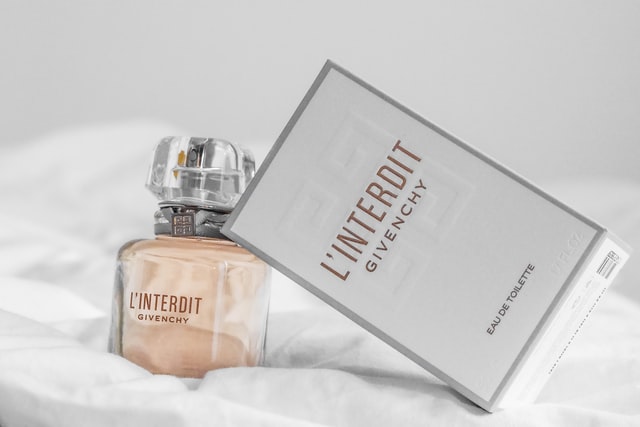 L'INTERDIT
GIVENCHY
L'INTERDIT
GIVENCHY
EAU DE TOILETTE